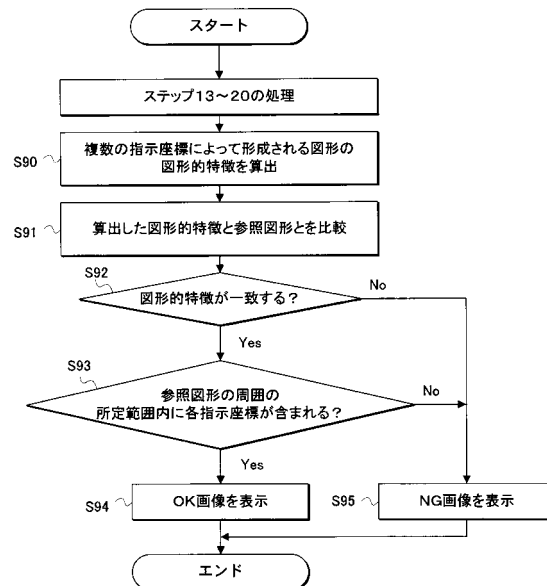 スタート
ステップ13~20の処理
S90
複数の指示座標によって形成される図形の
図形的特徴を算出
S91
算出した図形的特徴と参照図形とを比較
S92
図形的特徴が一致する?
No
Yes
S93
参照図形の周囲の
所定範囲内に各指示座標が含まれる?
No
Yes
S94
OK画像を表示
S95
NG画像を表示
エンド